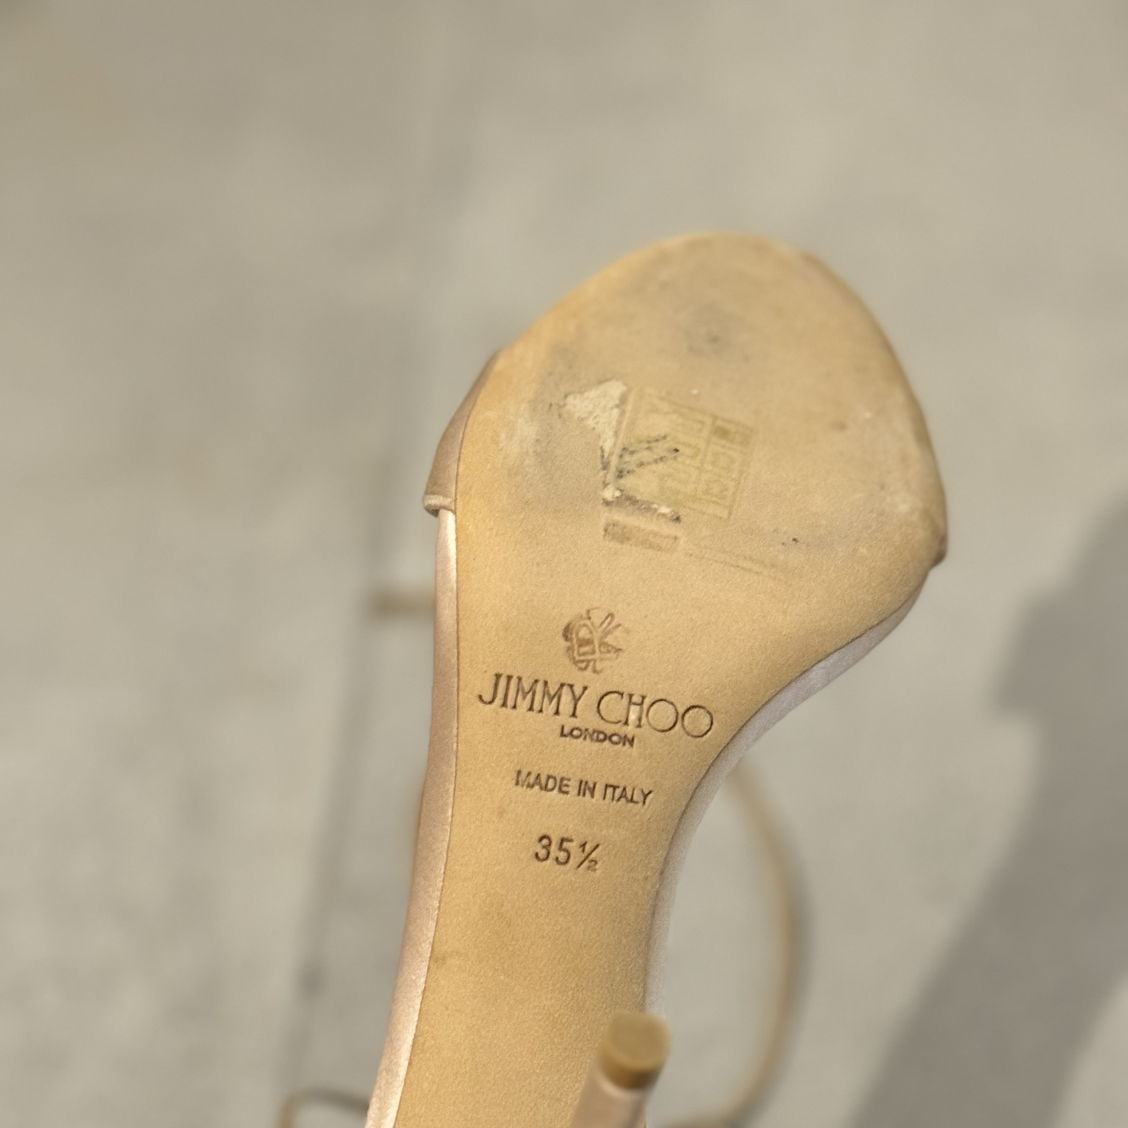 JIMMY CHOO
LONDON
MADE IN ITALY
35½